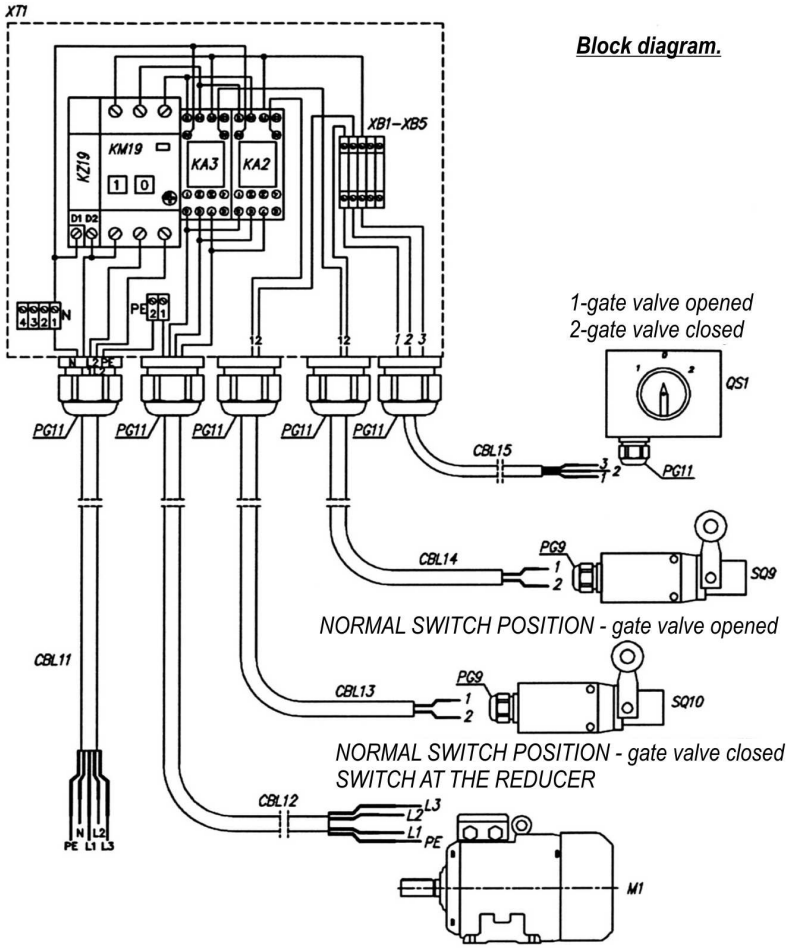 XT1
Block diagram.
XB1-XB5
KZ19
KM19
1 0
KA3
KA2
D1 D2
4 3 2 1 N
PE 2 1
12
12
1 2 3
N L2 PE
L1 L2
1-gate valve opened
2-gate valve closed
0
1 2
QS1
PG11
PG11
PG11
PG11
PG11
PG11
CBL15
3
2
1
CBL14
1
2
PG9
SQ9
NORMAL SWITCH POSITION - gate valve opened
CBL11
CBL13
1
2
PG9
SQ10
NORMAL SWITCH POSITION - gate valve closed
SWITCH AT THE REDUCER
CBL12
L3
L2
L1
PE
N L2
PE L1 L3
M1